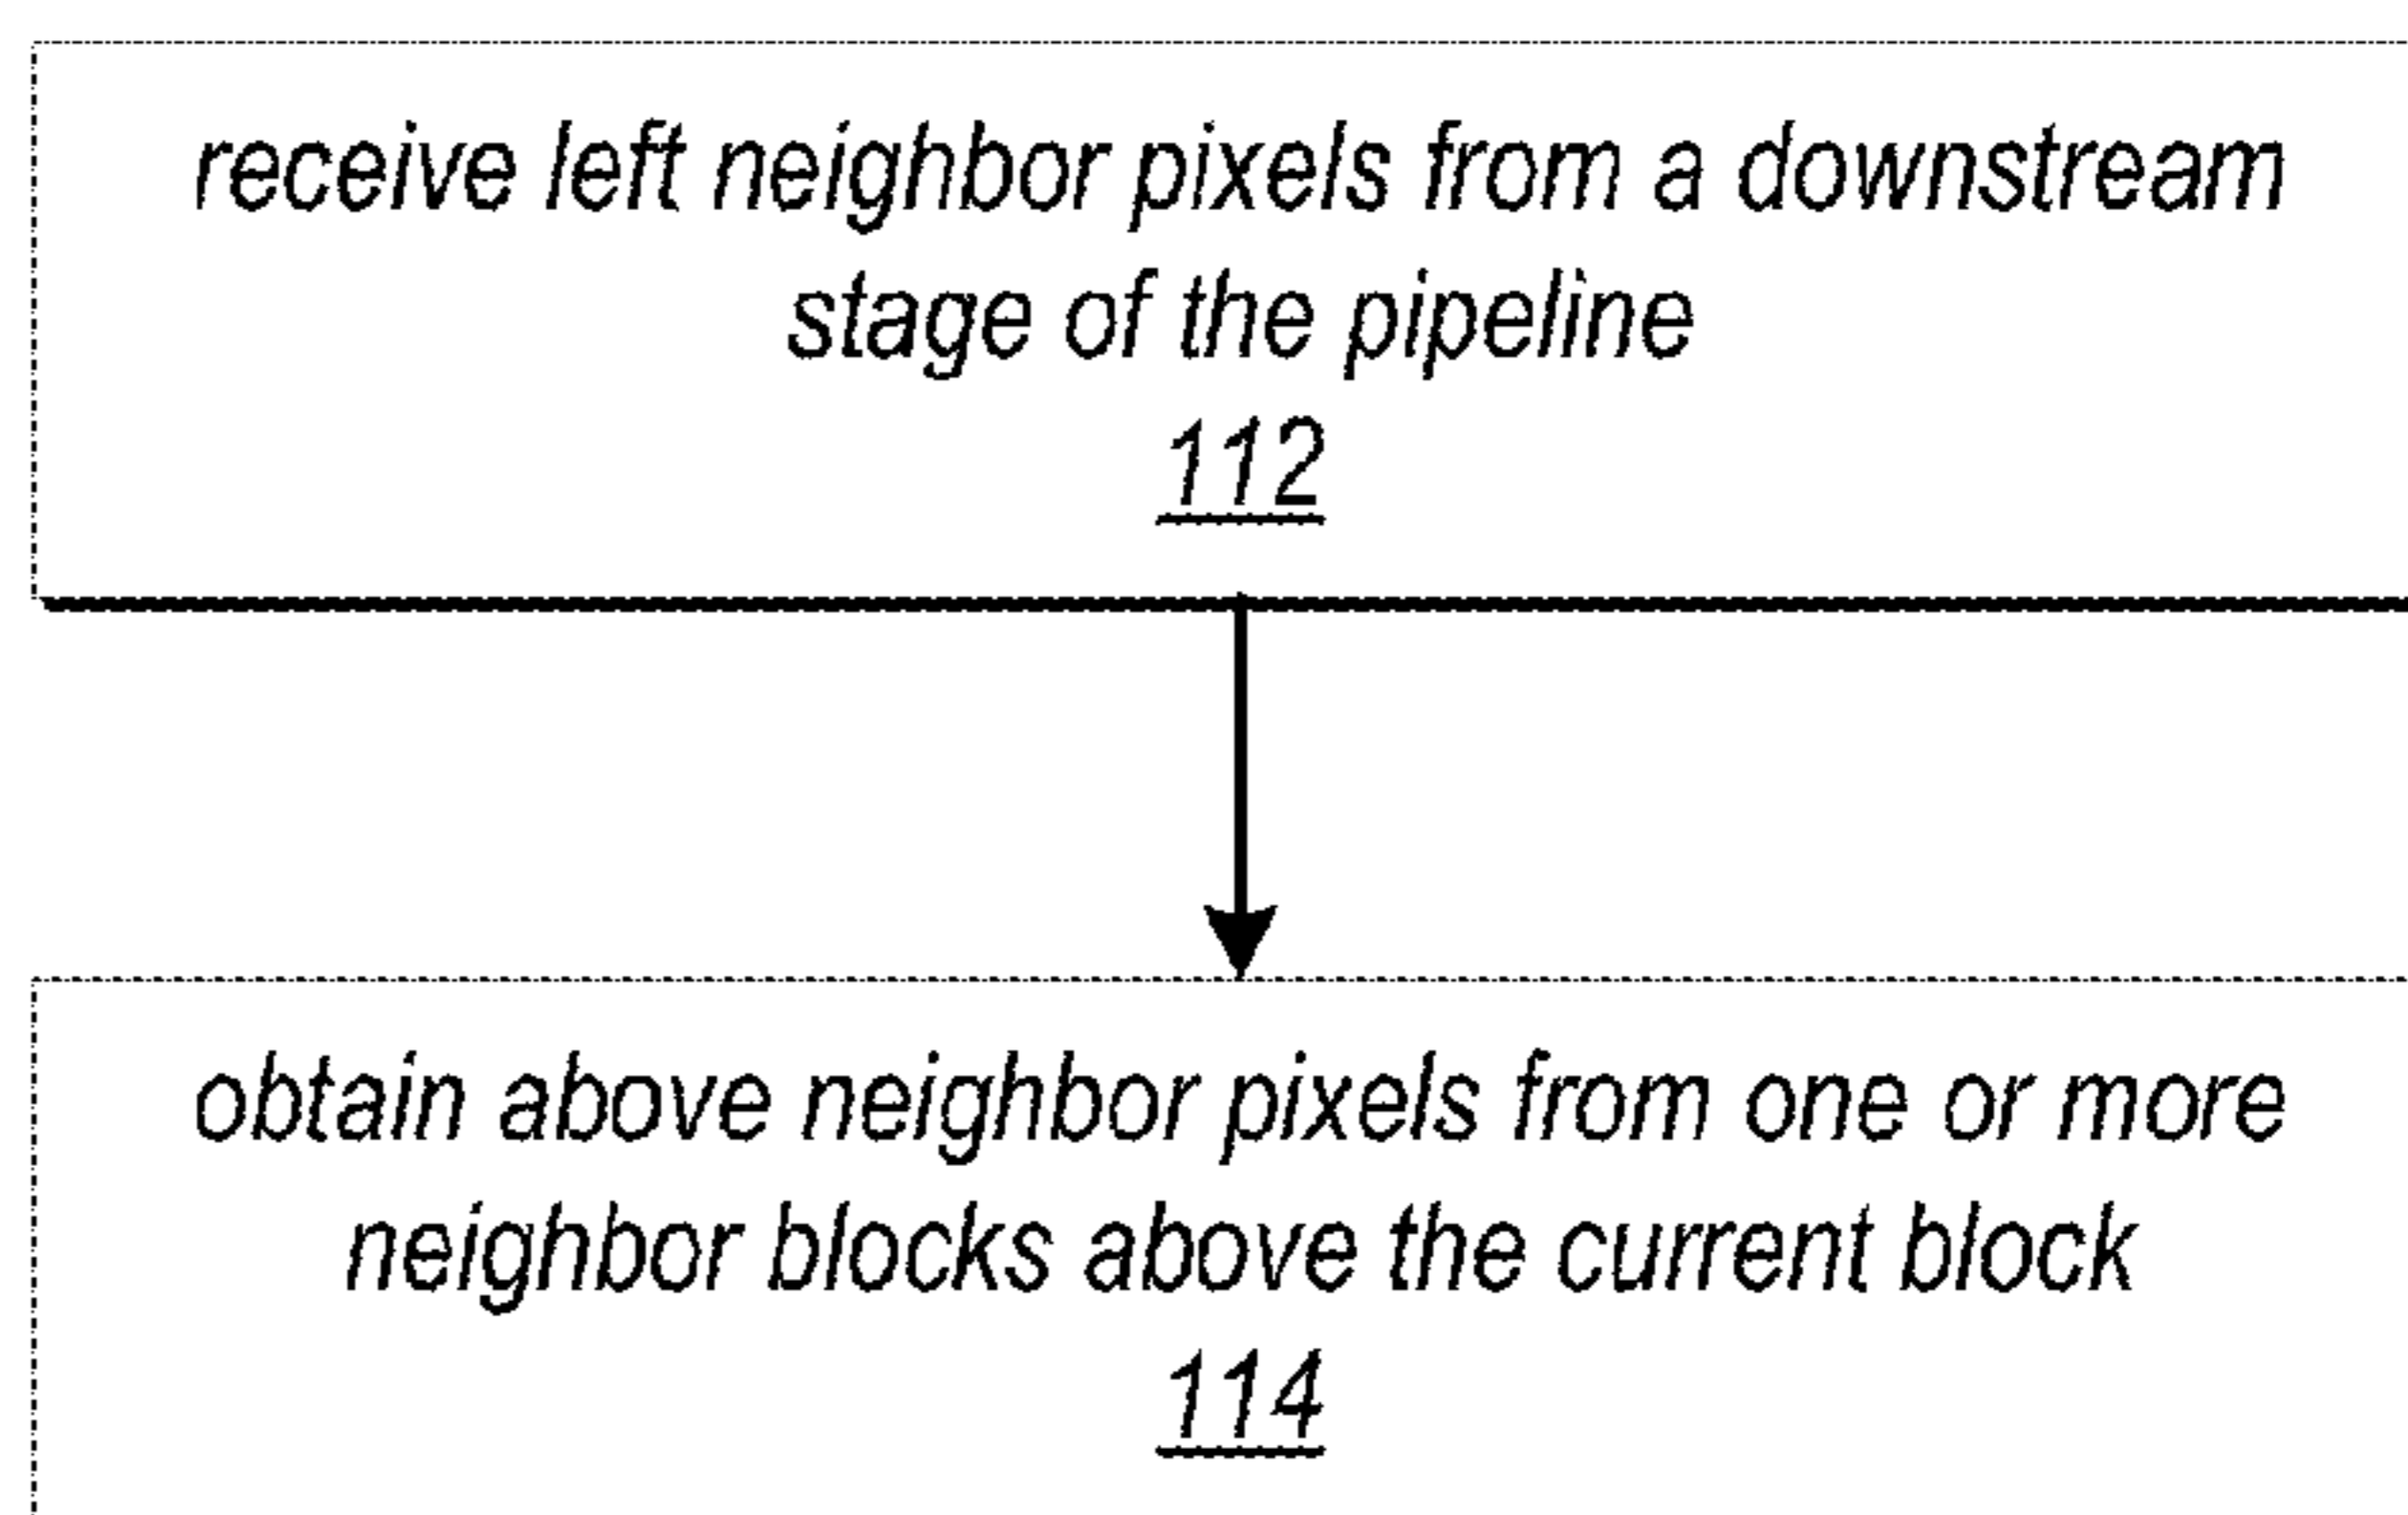 receive left neighbor pixels from a downstream
stage of the pipeline
112
obtain above neighbor pixels from one or more
neighbor blocks above the current block
114